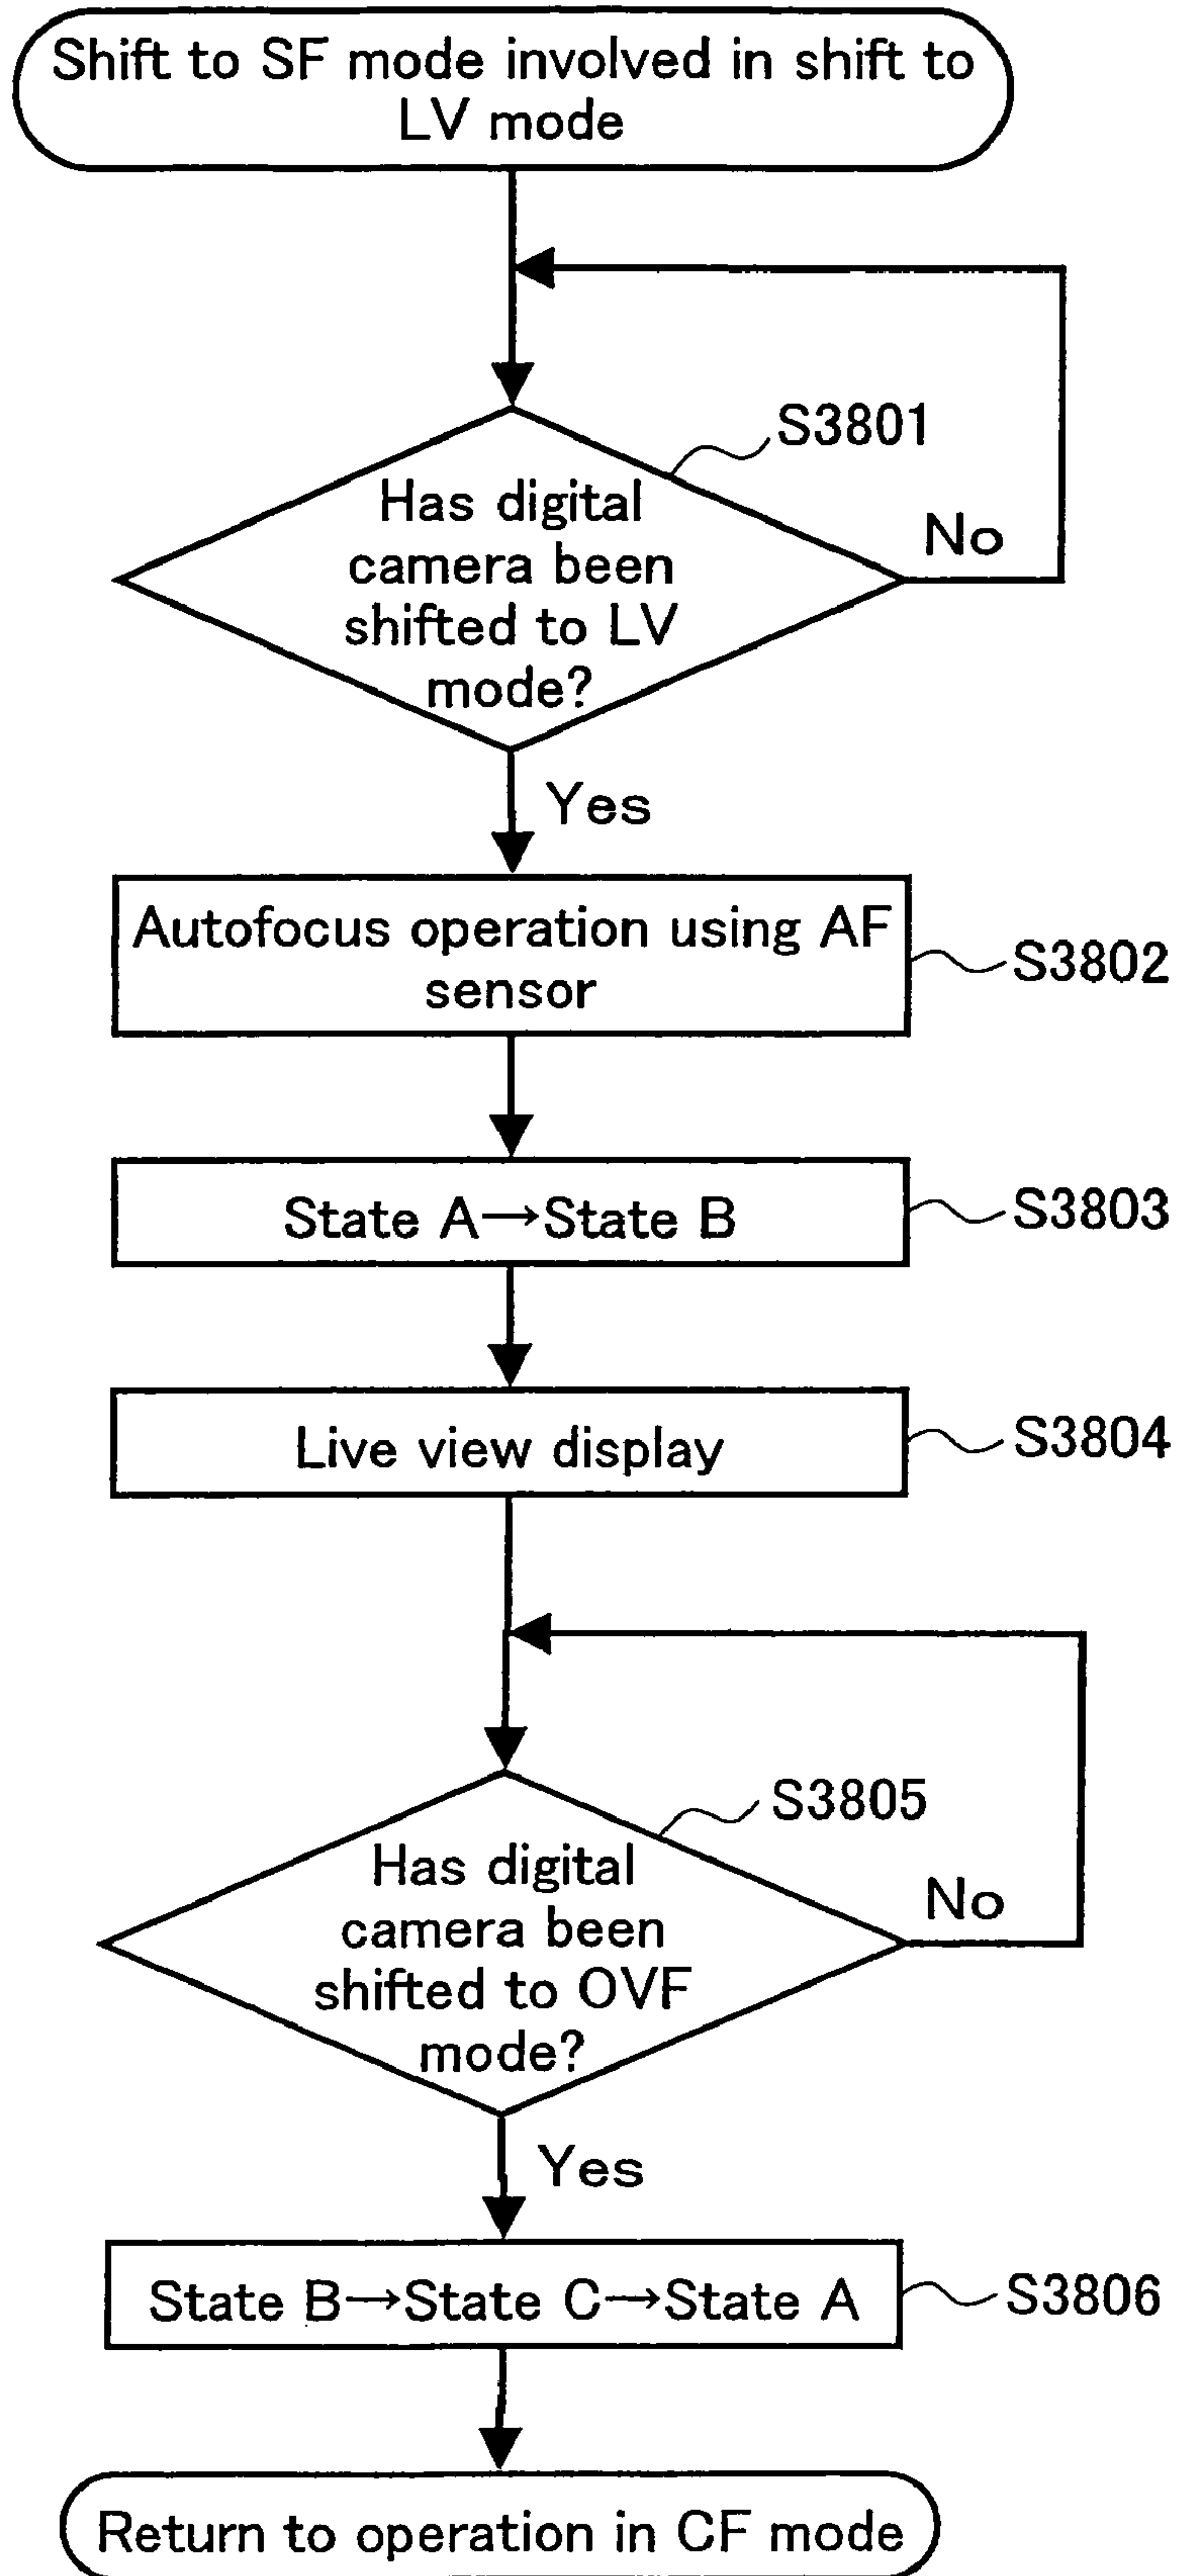 Shift to SF mode involved in shift to
LV mode
S3801
Has digital
camera been
shifted to LV
mode?
No
Yes
Autofocus operation using AF
sensor
S3802
State A→State B
S3803
Live view display
S3804
S3805
Has digital
camera been
shifted to OVF
mode?
No
Yes
State B→State C→State A
S3806
Return to operation in CF mode